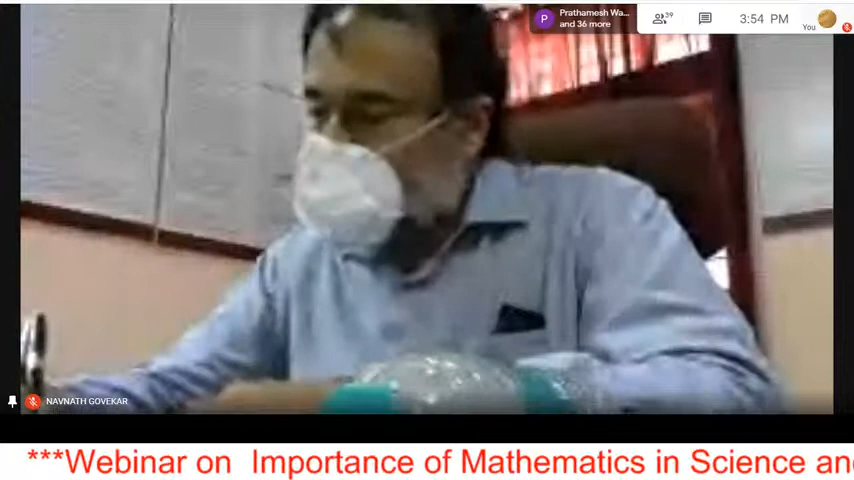 P
Prathamesh Wa...
and 36 more
39
3:54 PM
You
NAVNATH GOVEKAR
***Webinar on Importance of Mathematics in Science an